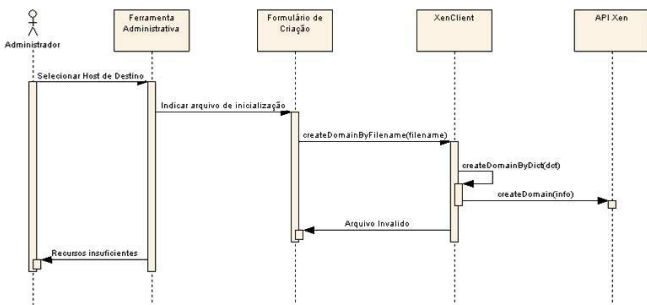 Ferramenta
Administrativa
Formulário de
Criação
XenClient
API Xen
Administrador
Selecionar Host de Destino
Indicar arquivo de inicialização
createDomainByFilename(filename)
createDomainByDict(dct)
createDomain(info)
Arquivo Invalido
Recursos insuficientes